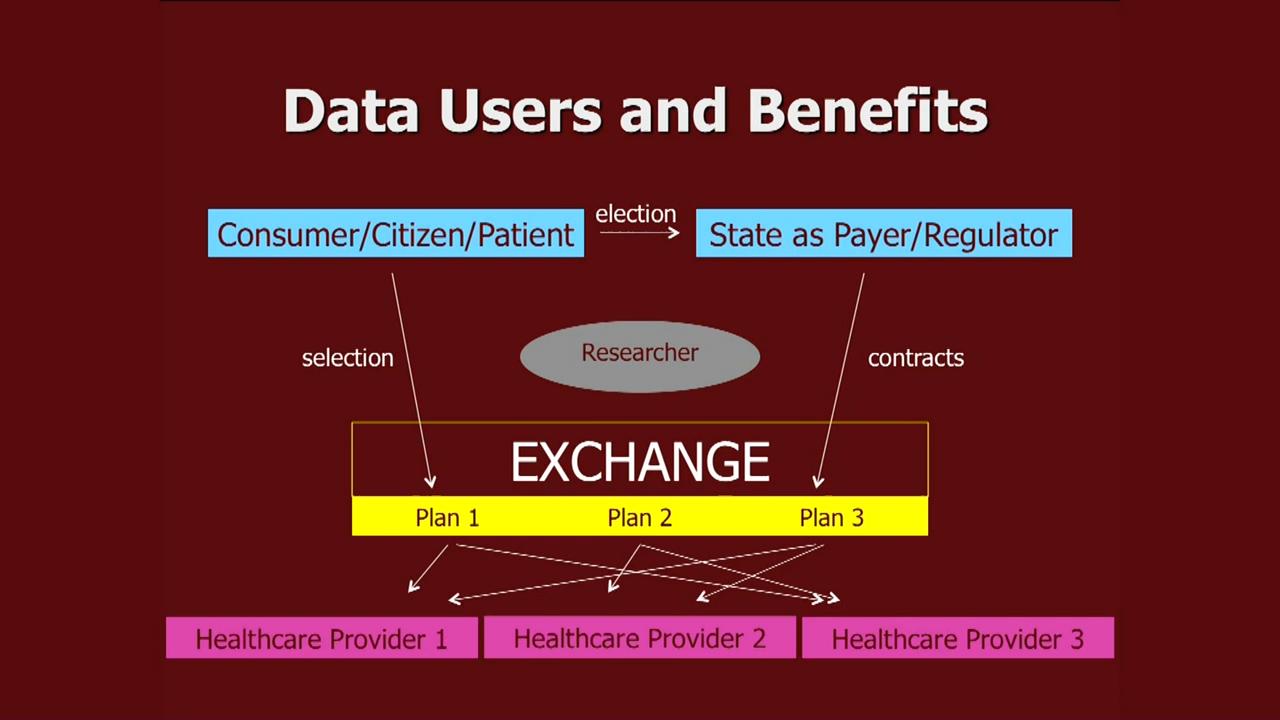 Data Users and Benefits
election
Consumer/Citizen/Patient
State as Payer/Regulator
Researcher
selection
contracts
EXCHANGE
Plan 1
Plan 2
Plan 3
Healthcare Provider 1
Healthcare Provider 2
Healthcare Provider 3